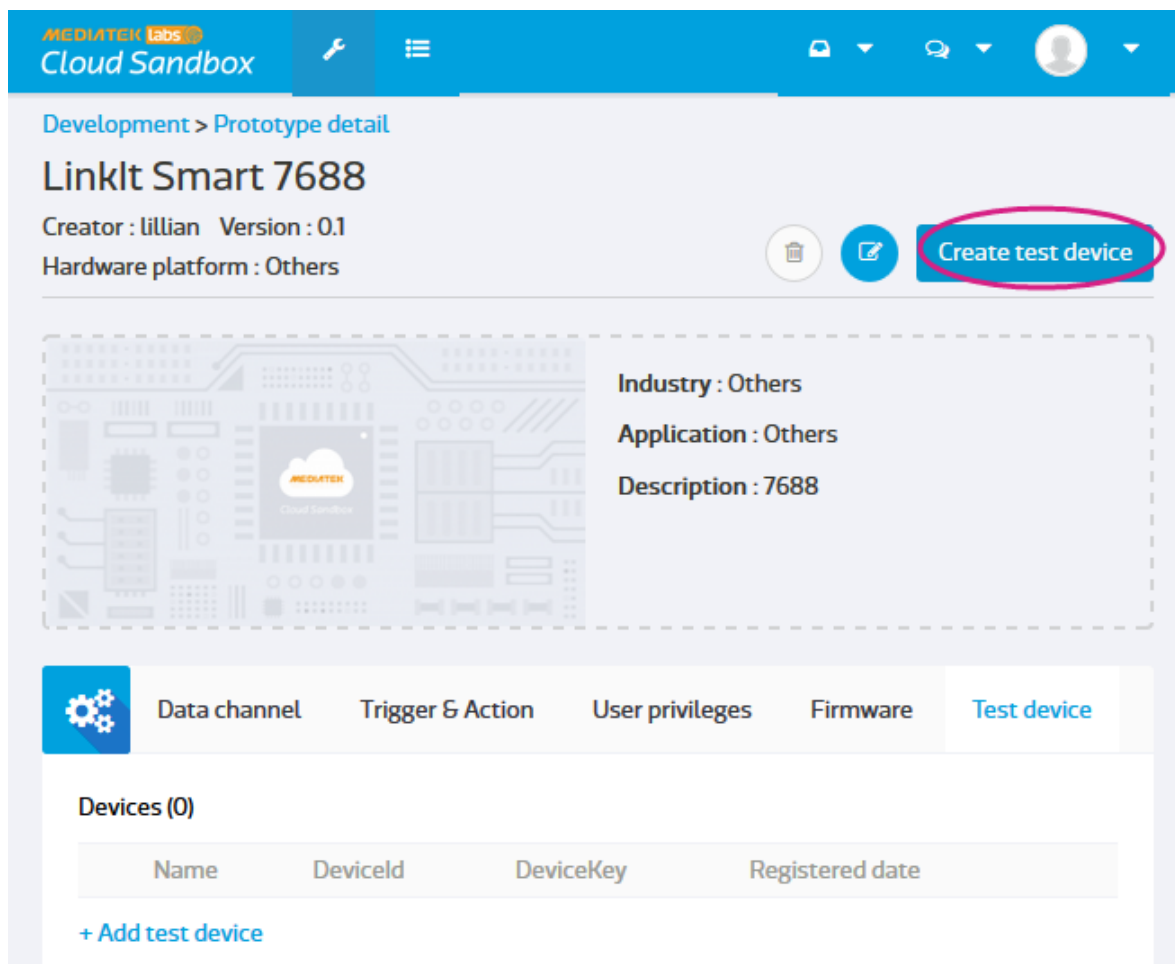 MEDIATEK labs
Cloud Sandbox
Development > Prototype detail
LinkIt Smart 7688
Creator : lillian Version : 0.1
Hardware platform : Others
Create test device
MEDIATEK
Cloud Sandbox
Industry : Others
Application : Others
Description : 7688
Data channel Trigger & Action User privileges Firmware Test device
Devices (0)
Name DeviceId DeviceKey Registered date
+ Add test device